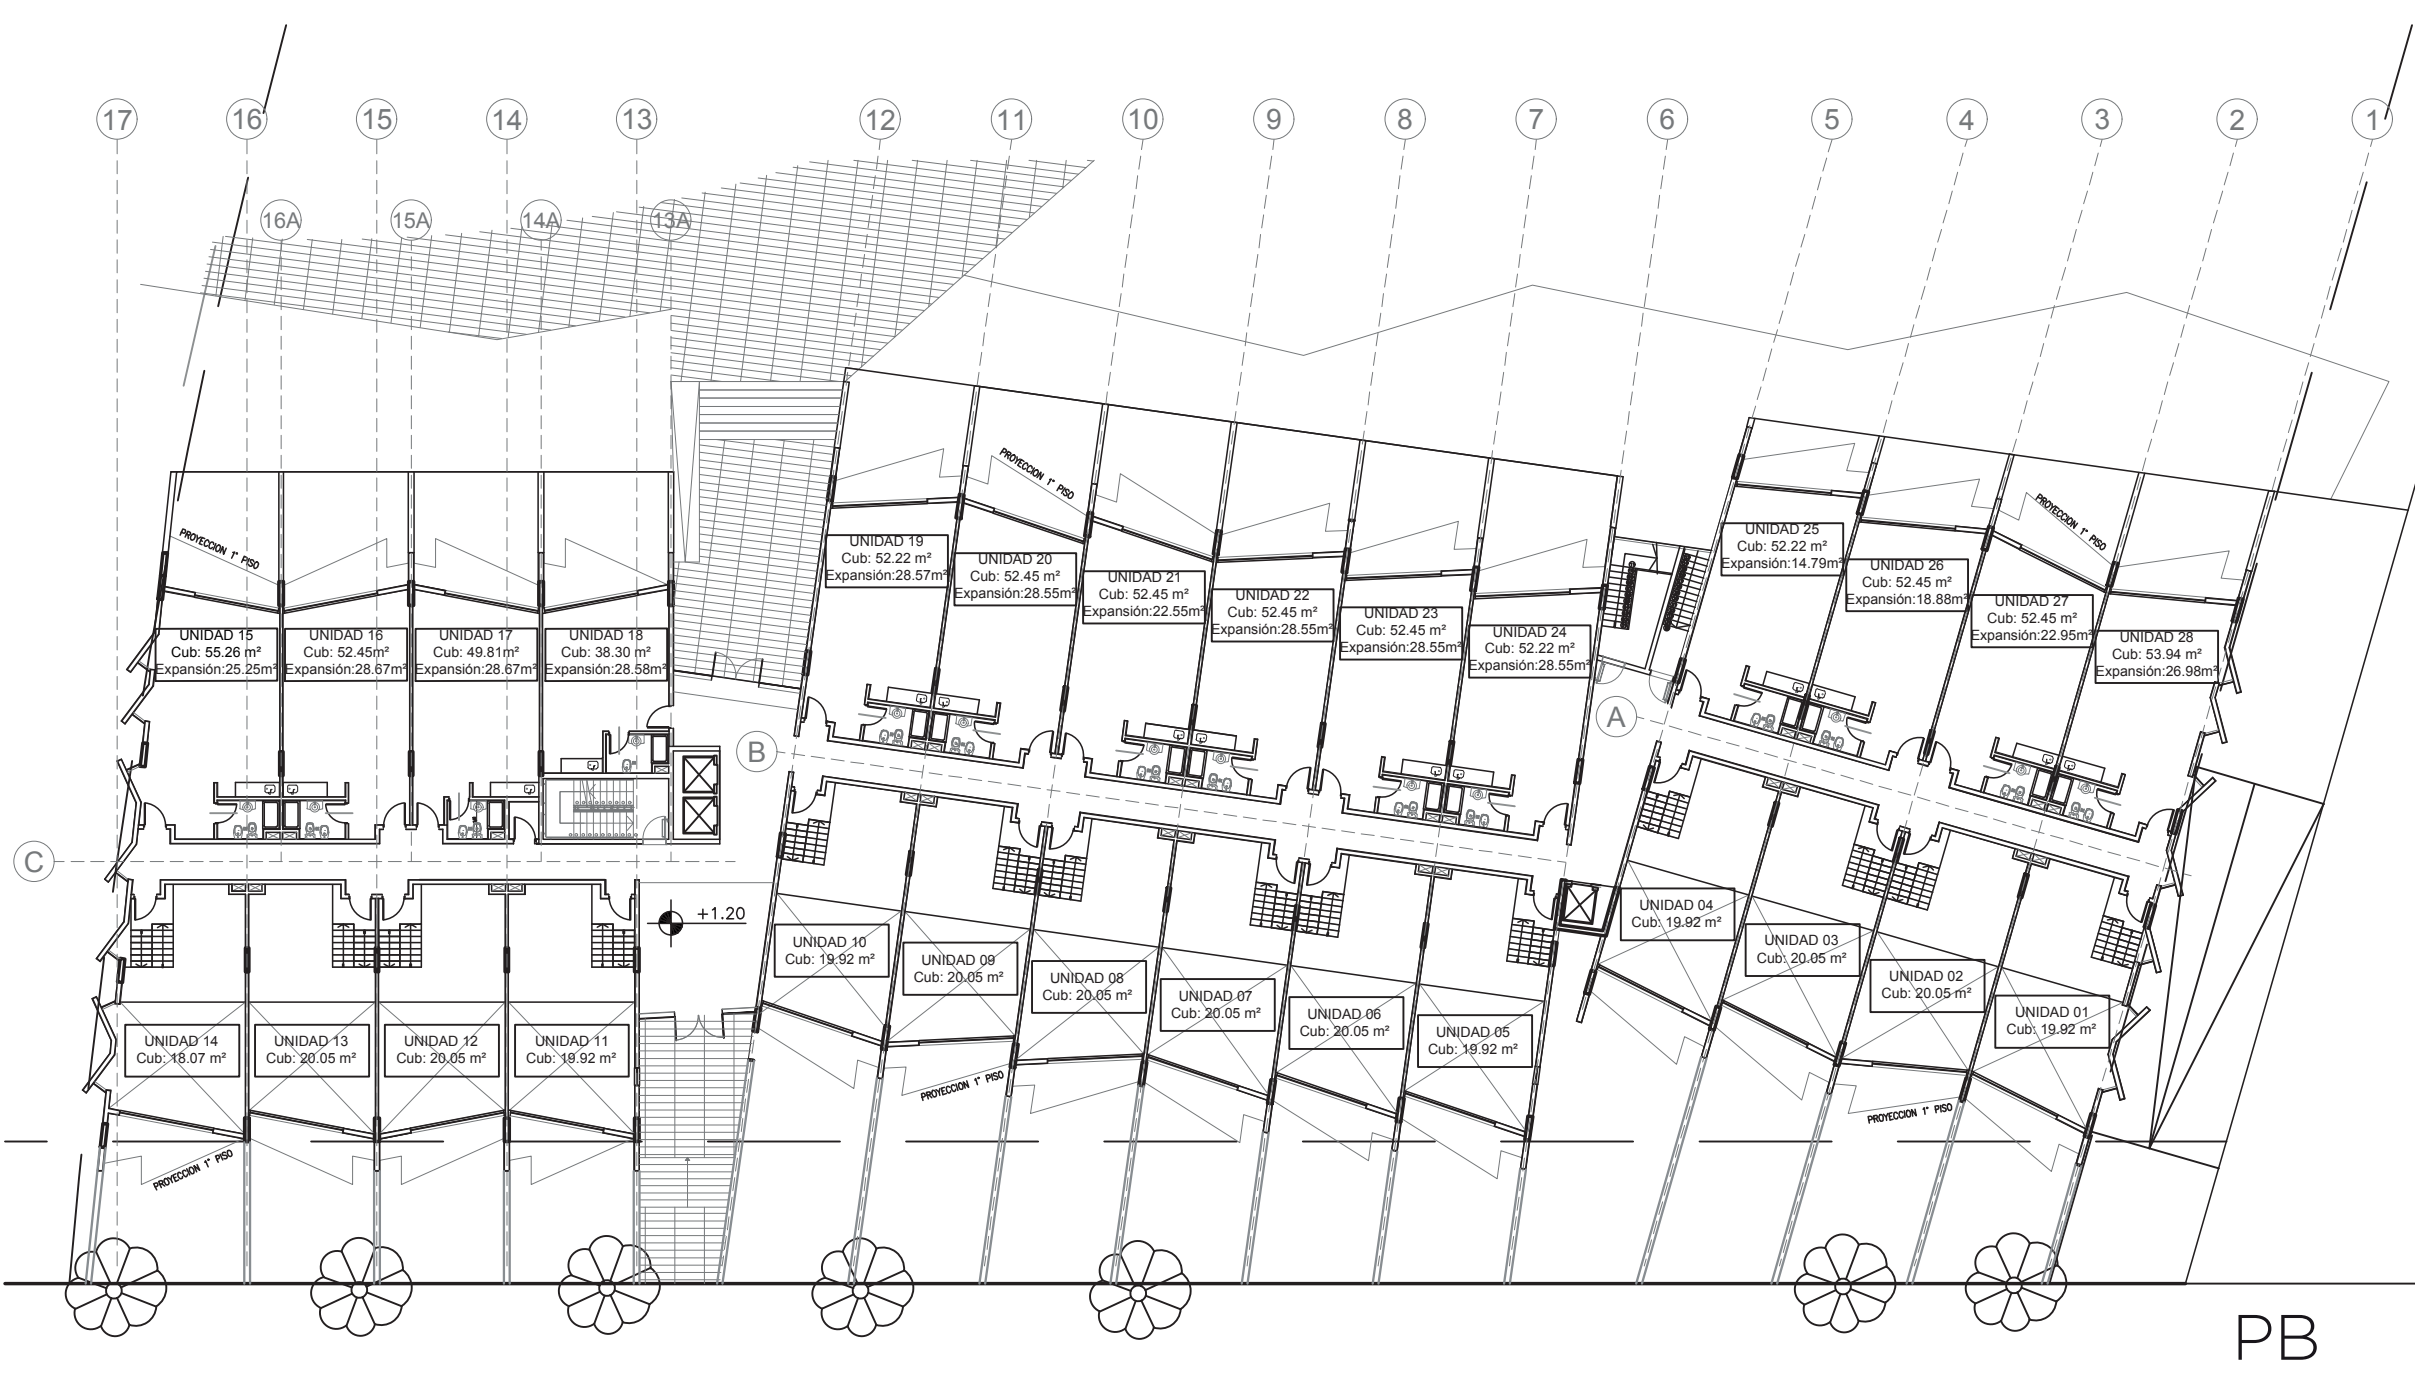 17
16
15
14
13
12
11
10
9
8
7
6
5
4
3
2
1
16A
15A
14A
13A
PROYECCION 1° PISO
PROYECCION 1° PISO
PROYECCION 1° PISO
UNIDAD 15
Cub: 55.26 m²
Expansión:25.25m²
UNIDAD 16
Cub: 52.45m²
Expansión:28.67m²
UNIDAD 17
Cub: 49.81m²
Expansión:28.67m²
UNIDAD 18
Cub: 38.30 m²
Expansión:28.58m²
UNIDAD 19
Cub: 52.22 m²
Expansión:28.57m²
UNIDAD 20
Cub: 52.45 m²
Expansión:28.55m²
UNIDAD 21
Cub: 52.45 m²
Expansión:22.55m²
UNIDAD 22
Cub: 52.45 m²
Expansión:28.55m²
UNIDAD 23
Cub: 52.45 m²
Expansión:28.55m²
UNIDAD 24
Cub: 52.22 m²
Expansión:28.55m²
UNIDAD 25
Cub: 52.22 m²
Expansión:14.79m²
UNIDAD 26
Cub: 52.45 m²
Expansión:18.88m²
UNIDAD 27
Cub: 52.45 m²
Expansión:22.95m²
UNIDAD 28
Cub: 53.94 m²
Expansión:26.98m²
A
B
C
+1.20
UNIDAD 14
Cub: 18.07 m²
UNIDAD 13
Cub: 20.05 m²
UNIDAD 12
Cub: 20.05 m²
UNIDAD 11
Cub: 19.92 m²
UNIDAD 10
Cub: 19.92 m²
UNIDAD 09
Cub: 20.05 m²
UNIDAD 08
Cub: 20.05 m²
UNIDAD 07
Cub: 20.05 m²
UNIDAD 06
Cub: 20.05 m²
UNIDAD 05
Cub: 19.92 m²
UNIDAD 04
Cub: 19.92 m²
UNIDAD 03
Cub: 20.05 m²
UNIDAD 02
Cub: 20.05 m²
UNIDAD 01
Cub: 19.92 m²
PROYECCION 1° PISO
PROYECCION 1° PISO
PROYECCION 1° PISO
PB